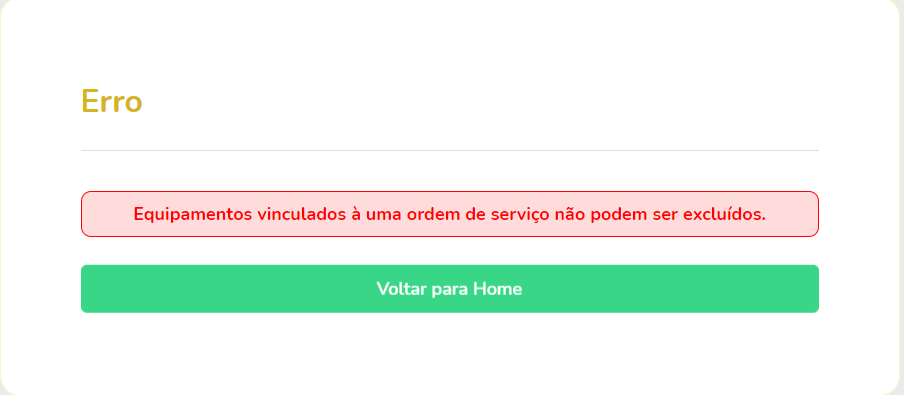 Erro
Equipamentos vinculados à uma ordem de serviço não podem ser excluídos.
Voltar para Home